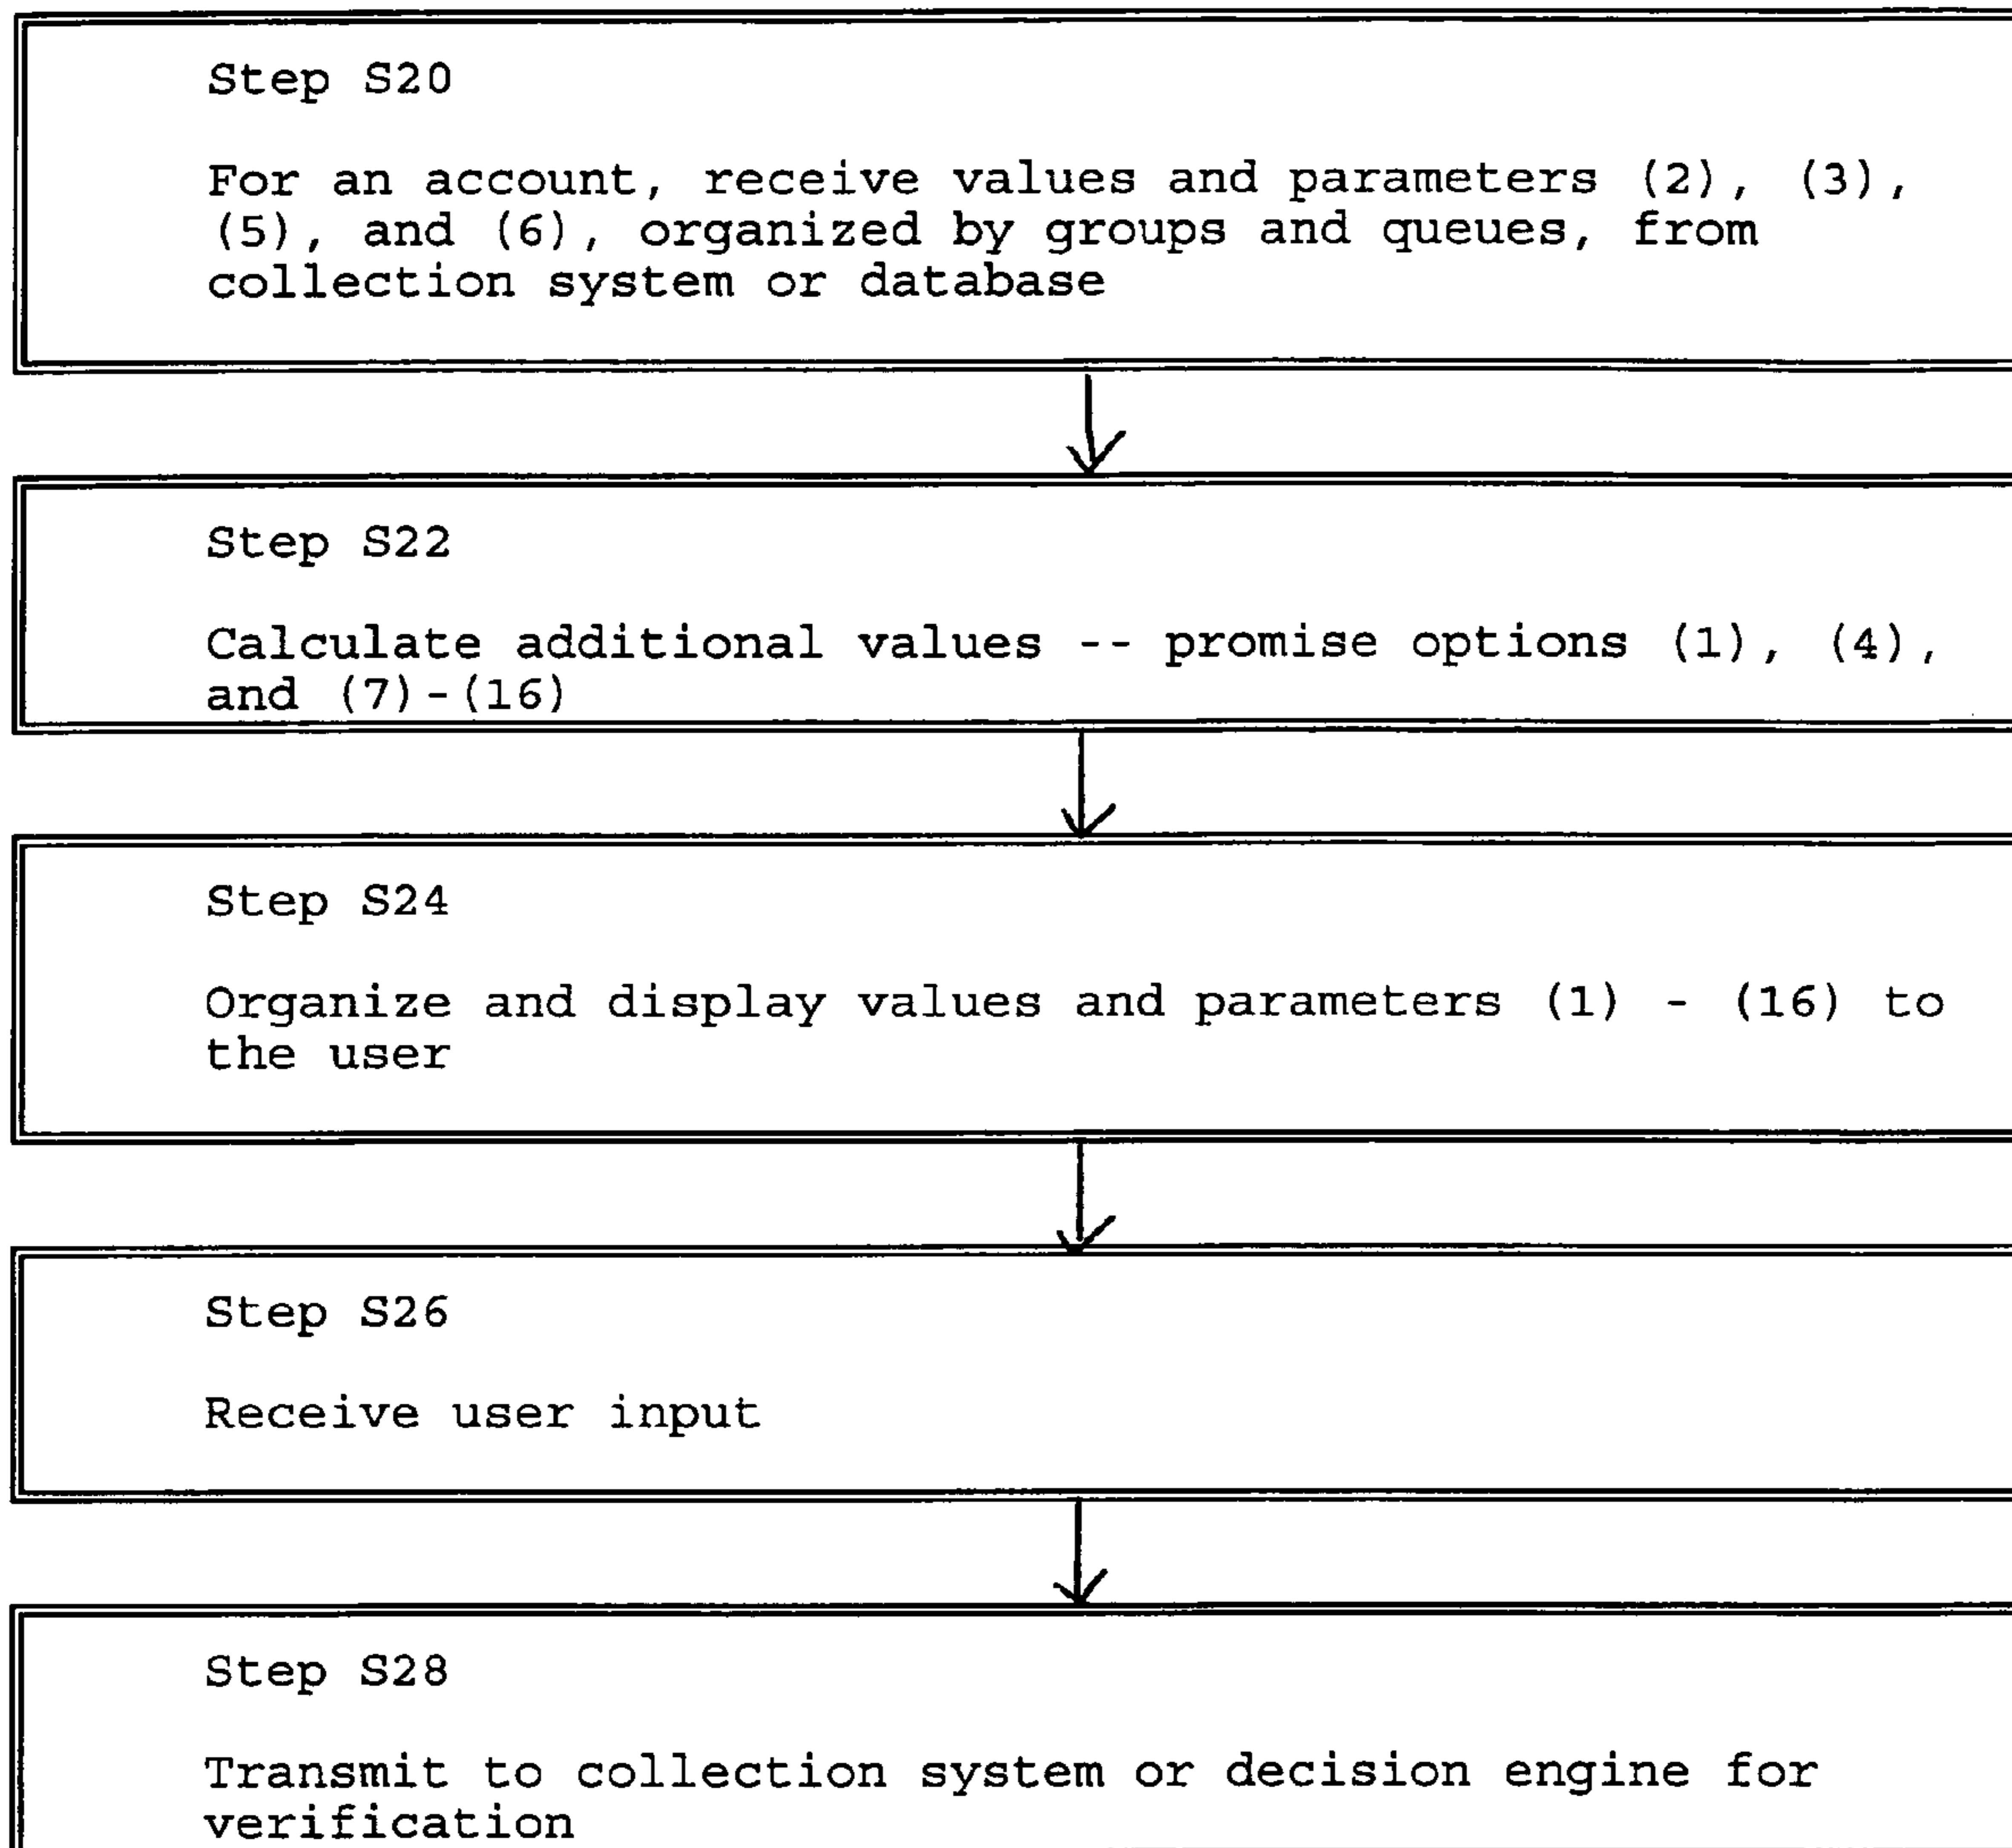 Step S20
For an account, receive values and parameters (2), (3),
(5), and (6), organized by groups and queues, from
collection system or database
Step S22
Calculate additional values -- promise options (1), (4),
and (7)-(16)
Step S24
Organize and display values and parameters (1) - (16) to
the user
Step S26
Receive user input
Step S28
Transmit to collection system or decision engine for
verification